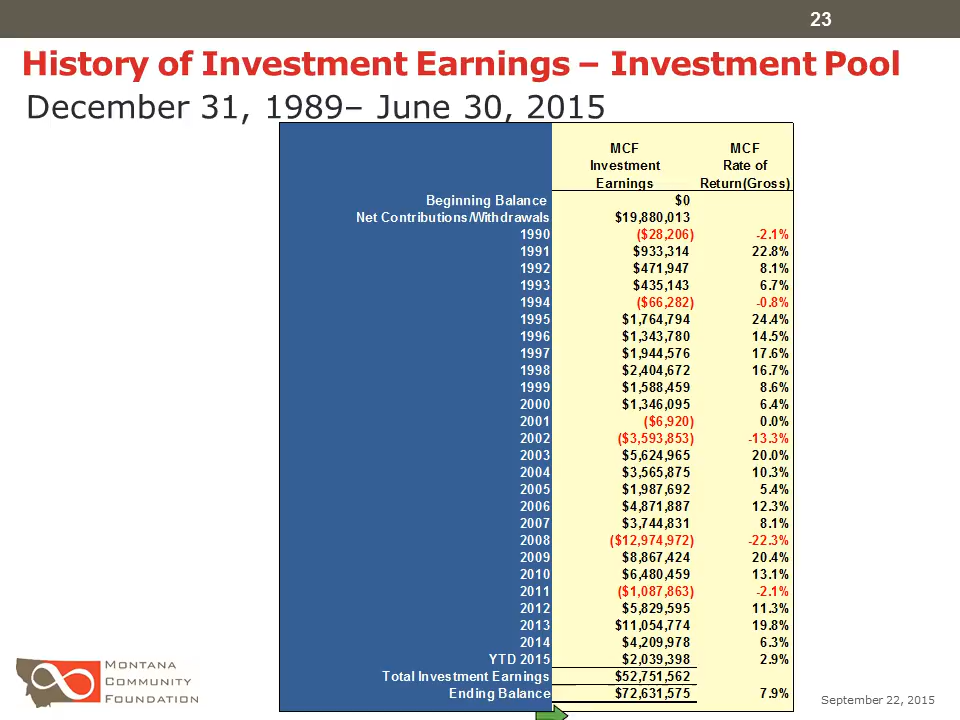 23
History of Investment Earnings – Investment Pool
December 31, 1989– June 30, 2015
MCF MCF
Investment Rate of
Earnings Return(Gross)
Beginning Balance $0
Net Contributions/Withdrawals $19,880,013
1990 ($28,206) -2.1%
1991 $933,314 22.8%
1992 $471,947 8.1%
1993 $435,143 6.7%
1994 ($66,282) -0.8%
1995 $1,764,794 24.4%
1996 $1,343,780 14.5%
1997 $1,944,576 17.6%
1998 $2,404,672 16.7%
1999 $1,588,459 8.6%
2000 $1,346,095 6.4%
2001 ($6,920) 0.0%
2002 ($3,593,853) -13.3%
2003 $5,624,965 20.0%
2004 $3,565,875 10.3%
2005 $1,987,692 5.4%
2006 $4,871,887 12.3%
2007 $3,744,831 8.1%
2008 ($12,974,972) -22.3%
2009 $8,867,424 20.4%
2010 $6,480,459 13.1%
2011 ($1,087,863) -2.1%
2012 $5,829,595 11.3%
2013 $11,054,774 19.8%
2014 $4,209,978 6.3%
YTD 2015 $2,039,398 2.9%
Total Investment Earnings $52,751,562
Ending Balance $72,631,575 7.9%
Montana
Community
Foundation
September 22, 2015